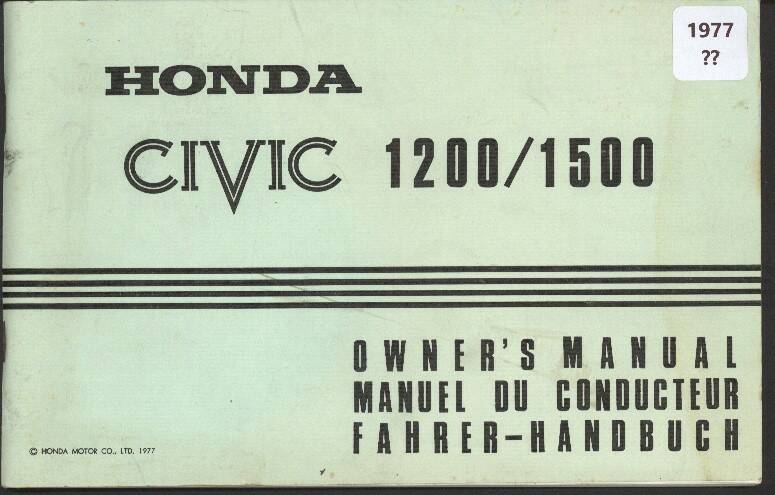 1977
??
HONDA
CIVIC 1200/1500
OWNER'S MANUAL
MANUEL DU CONDUCTEUR
FAHRER-HANDBUCH
© HONDA MOTOR CO., LTD. 1977